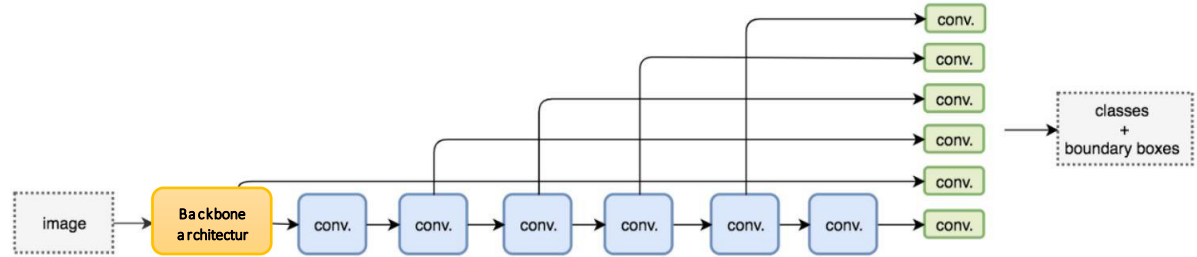 conv.
conv.
conv.
conv.
conv.
conv.
classes
+
boundary boxes
image
Backbone
architectur
conv.
conv.
conv.
conv.
conv.
conv.